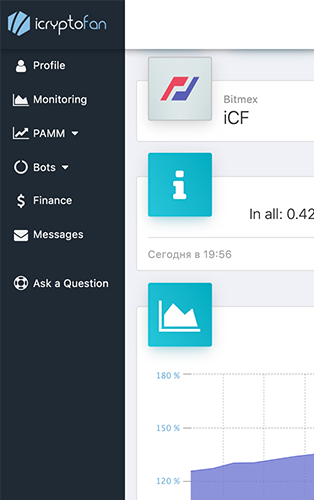 icryptofan
Profile
Monitoring
PAMM
Bots
Finance
Messages
Ask a Question
Bitmex
iCF
In all: 0.42
Сегодня в 19:56
180 %
150 %
120 %